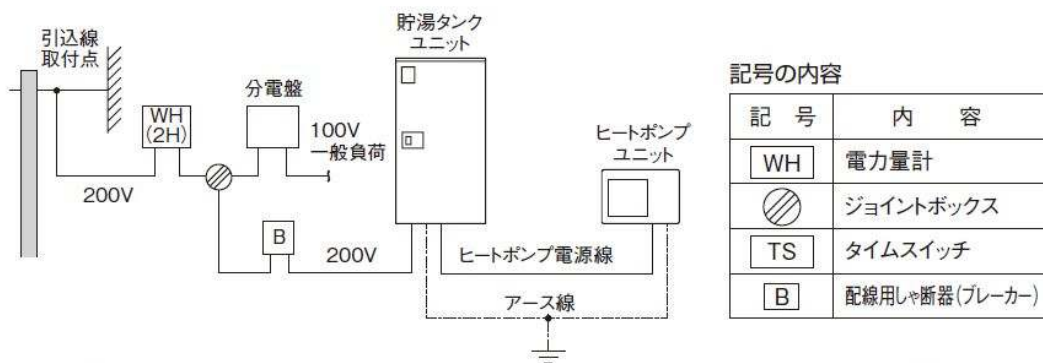 引込線
取付点
WH
(2H)
200V
分電盤
100V
一般負荷
B
200V
貯湯タンク
ユニット
ヒートポンプ
ユニット
ヒートポンプ電源線
アース線
記号の内容
記 号 内 容
WH 電力量計
ジョイントボックス
TS タイムスイッチ
B 配線用しゃ断器(ブレーカー)